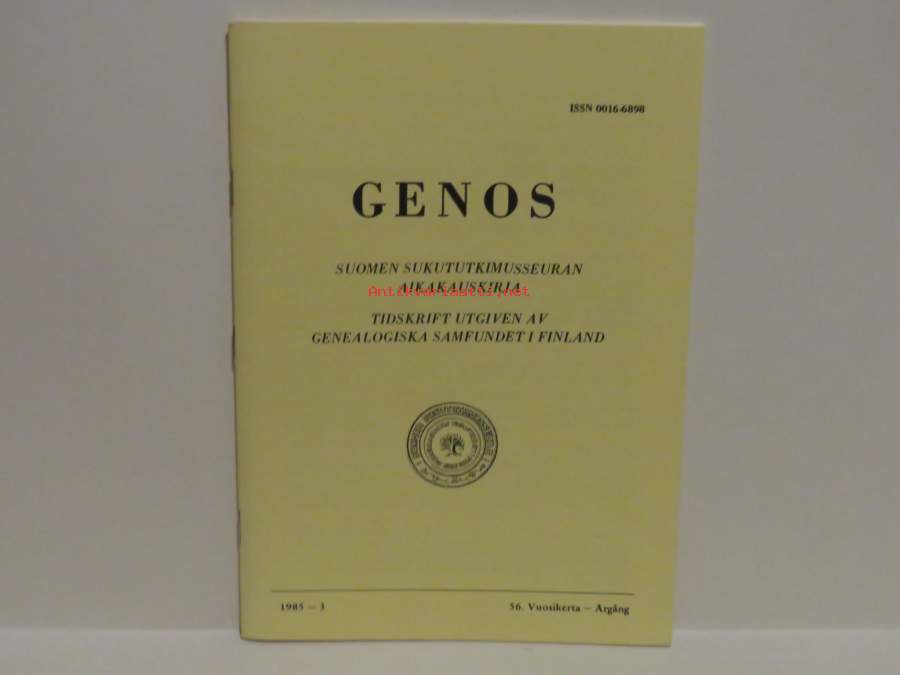 ISSN 0016-6898
GENOS
SUOMEN SUKUTUTKIMUSSEURAN
AIKAKAUSKIRJA
Antikvariaatti.net
TIDSKRIFT UTGIVEN AV
GENEALOGISKA SAMFUNDET I FINLAND
1985 — 3
56. Vuosikerta — Årgång